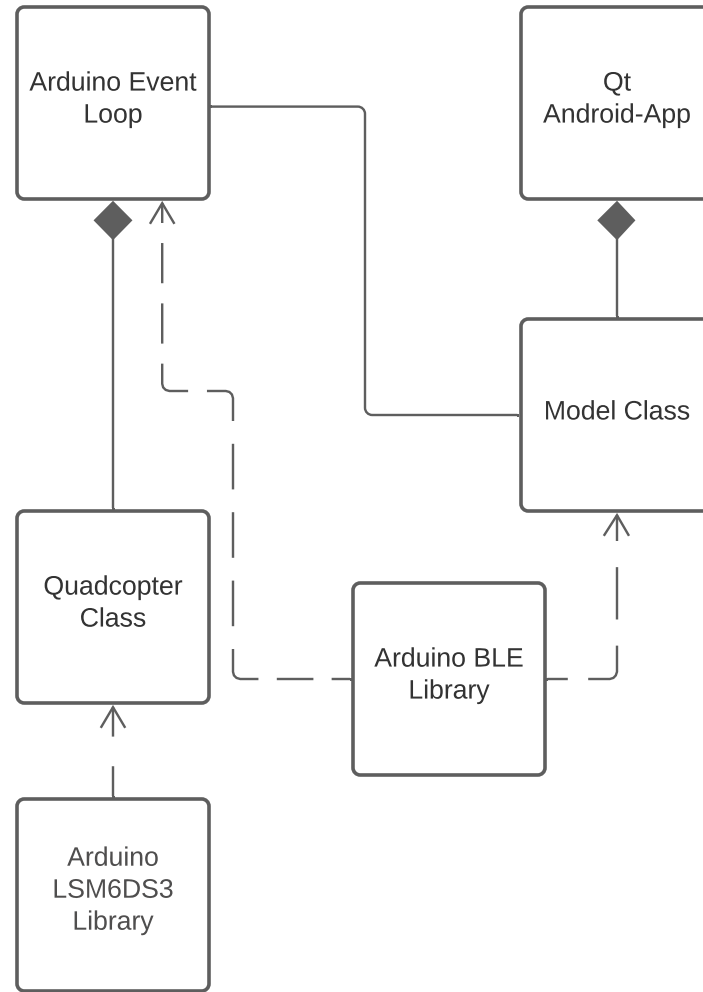 Arduino Event
Loop
Qt
Android-App
Model Class
Quadcopter
Class
Arduino BLE
Library
Arduino
LSM6DS3
Library